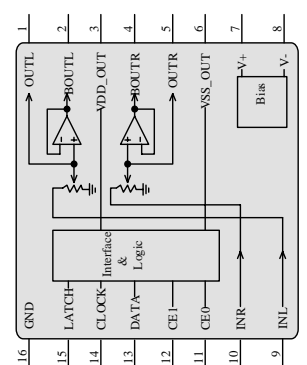 1 2 3 4 5 6 7 8
OUTL
BOUTL
VDD_OUT
BOUTR
OUTR
VSS_OUT
V+
V-
Bias
- +
- +
Interface
&
Logic
GND
LATCH
CLOCK
DATA
CE1
CE0
INR
INL
16 15 14 13 12 11 10 9